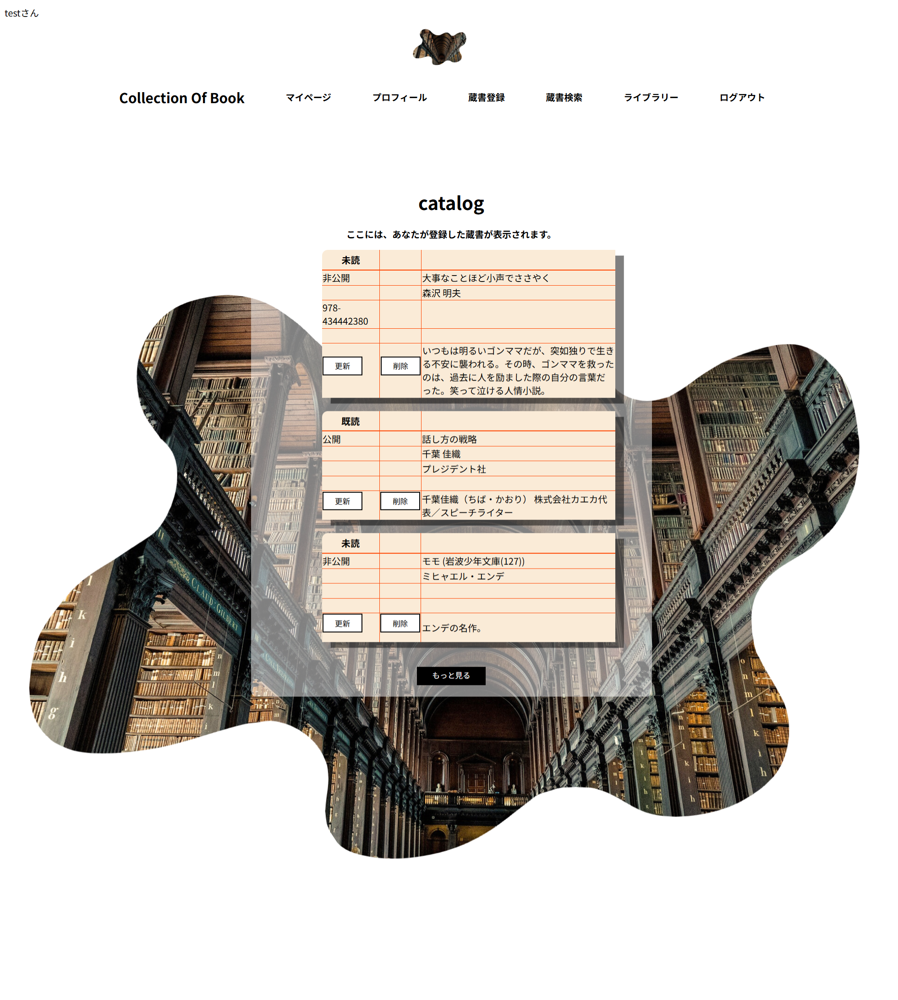 testさん
Collection Of Book マイページ プロフィール 蔵書登録 蔵書検索 ライブラリー ログアウト
catalog
ここには、あなたが登録した蔵書が表示されます。
未読
非公開 大事なことほど小声でささやく
森沢 明夫
978-
434442380
いつもは明るいゴンママだが、突如独りで生き
る不安に襲われる。その時、ゴンママを救った
のは、過去に人を励ました際の自分の言葉だ
った。笑って泣ける人情小説。
更新 削除
既読
公開 話し方の戦略
千葉 佳織
プレジデント社
千葉佳織（ちば・かおり） 株式会社カエカ代
表／スピーチライター
更新 削除
未読
非公開 モモ (岩波少年文庫(127))
ミヒャエル・エンデ
更新 削除
エンデの名作。
もっと見る
CLAUD: GILBERT
l
k
i
h
g
n
m
l
k
i
o
n
m
l
k
i
h